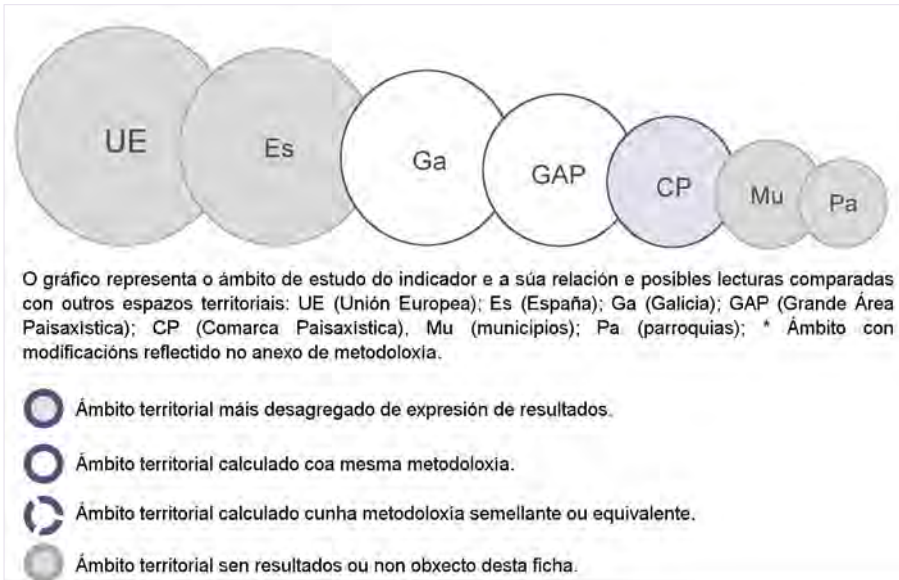 UE
Es
Ga
GAP
CP
Mu
Pa
O gráfico representa o ámbito de estudo do indicador e a súa relación e posibles lecturas comparadas
con outros espazos territoriais: UE (Unión Europea); Es (España); Ga (Galicia); GAP (Grande Área
Paisaxística); CP (Comarca Paisaxística), Mu (municipios); Pa (parroquias); * Ámbito con
modificacións reflectido no anexo de metodoloxia.
Ámbito territorial máis desagregado de expresión de resultados.
Ámbito territorial calculado coa mesma metodoloxia.
Ámbito territorial calculado cunha metodoloxia semellante ou equivalente.
Ámbito territorial sen resultados ou non obxecto desta ficha.